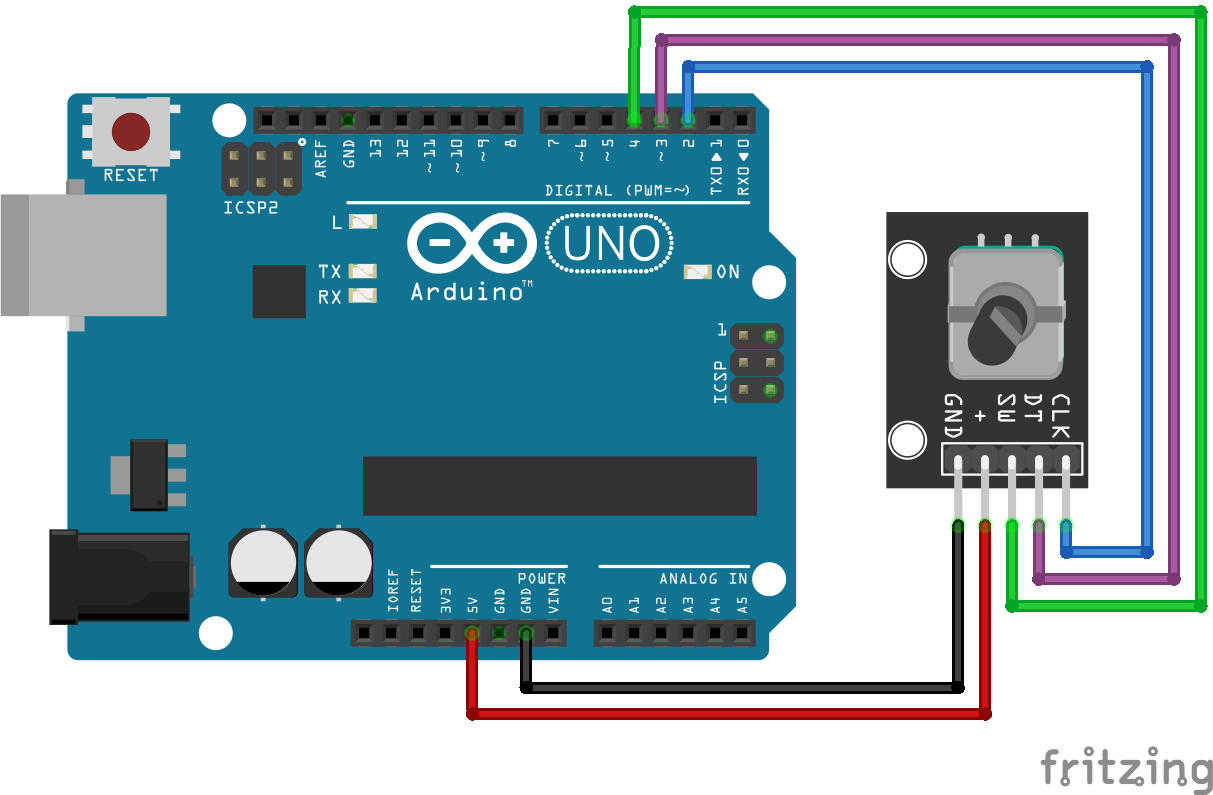 RESET
ICSP2
AREF
GND
13
12
~11
~10
~9
8
7
~6
~5
4
~3
2
TX0▶1
RX0◀0
DIGITAL (PWM=~)
L
TX
RX
UNO
Arduino™
ON
1
ICSP
GND
+
SW
DT
CLK
POWER
ANALOG IN
IOREF
RESET
3V3
5V
GND
GND
VIN
A0
A1
A2
A3
A4
A5
fritzing